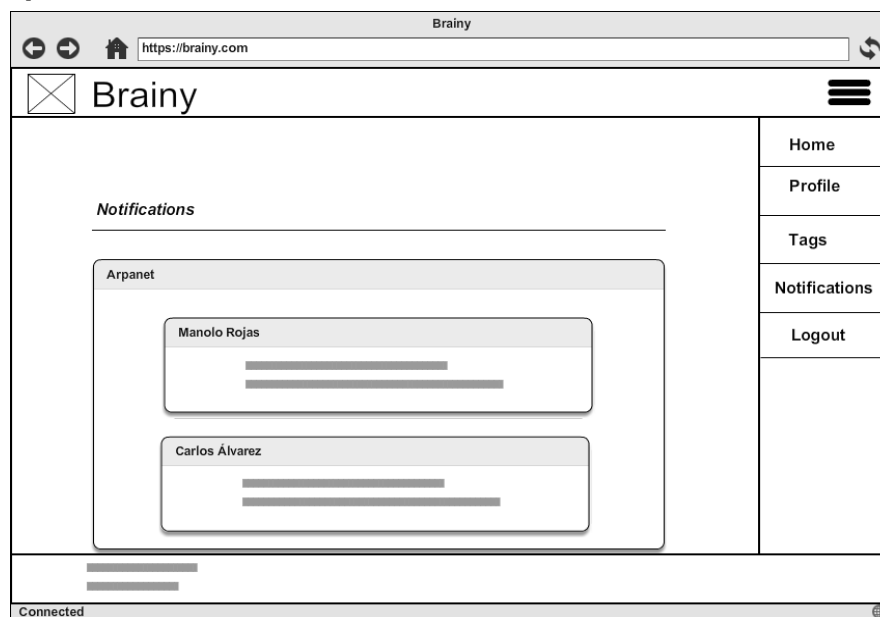 Brainy
https://brainy.com
Brainy
Home
Profile
Tags
Notifications
Logout
Notifications
Arpanet
Manolo Rojas
Carlos Álvarez
Connected